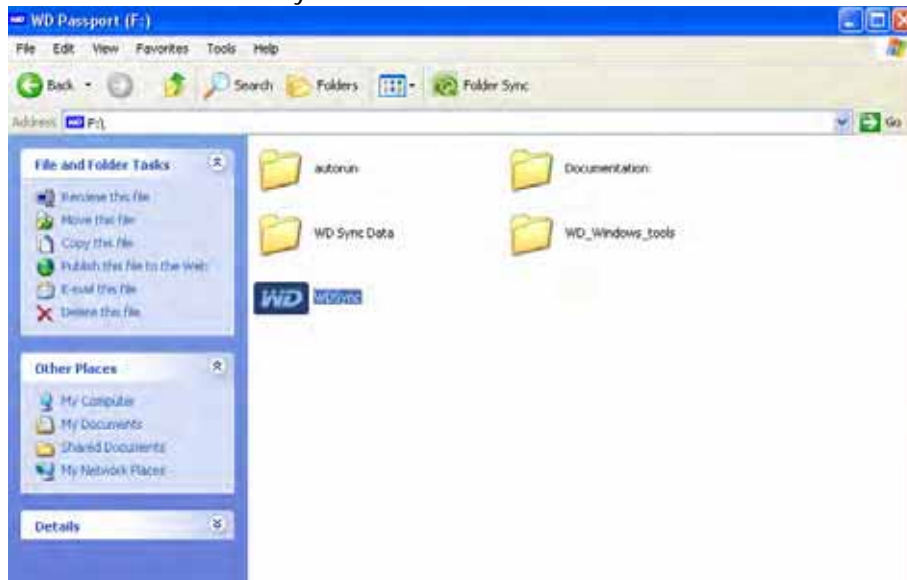 WD Passport (F:)
File Edit View Favorites Tools Help
Back Search Folders Folder Sync
Address F:\ Go
File and Folder Tasks
Rename this file
Move this file
Copy this file
Publish this file to the Web
E-mail this file
Delete this file
Other Places
My Computer
My Documents
Shared Documents
My Network Places
Details
autorun Documentation
WD Sync Data WD_Windows_tools
WD WDSync